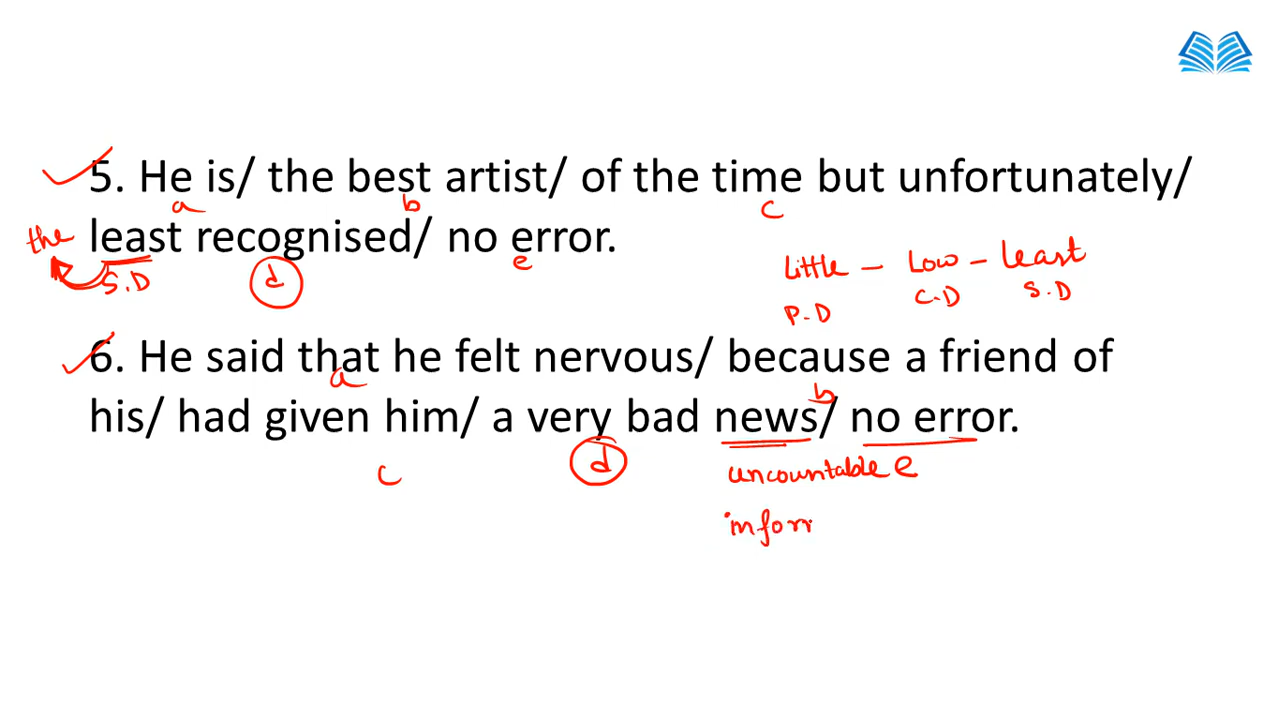 5. He is/ the best artist/ of the time but unfortunately/
a b c
the least recognised/ no error.
S.D d e
Little - Low - Least
P.D C.D S.D
6. He said that he felt nervous/ because a friend of
a b
his/ had given him/ a very bad news/ no error.
c d uncountable e
inforr